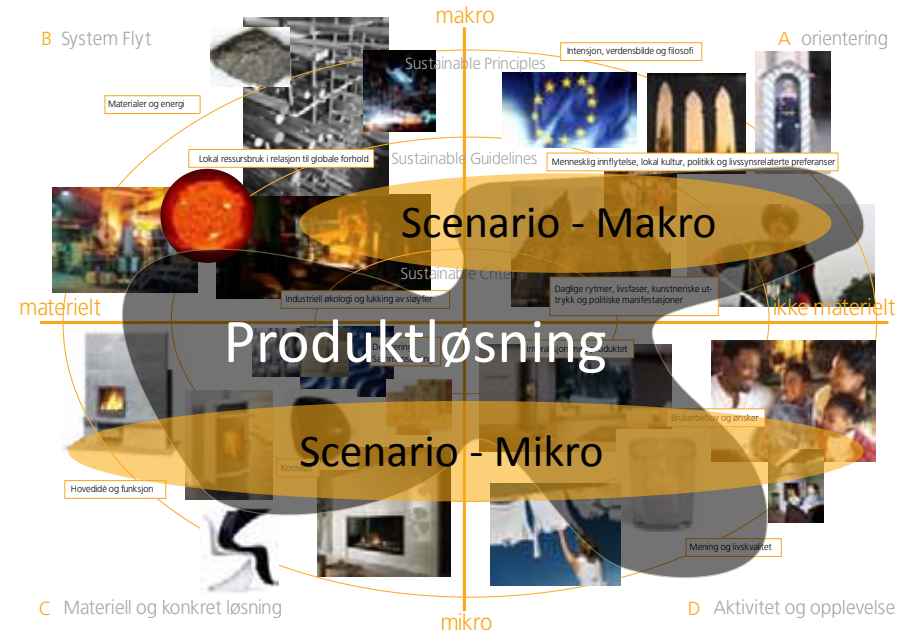 makro
B System Flyt
A orientering
Intensjon, verdensbilde og filosofi
Sustainable Principles
Materialer og energi
Lokal ressursbruk i relasjon til globale forhold
Sustainable Guidelines
Mennesklig innflytelse, lokal kultur, politikk og livssynsrelaterte preferanser
Scenario - Makro
Sustainable Criteria
Daglige rytmer, livsfaser, kunstneriske ut-
trykk og politiske manifestasjoner
Industriell økologi og lukking av sløyfer
materielt
ikke materielt
Produktløsning
Brukerbehov og ønsker
Scenario - Mikro
Konsept
Hovedidè og funksjon
Mening og livskvalitet
C Materiell og konkret løsning
D Aktivitet og opplevelse
mikro